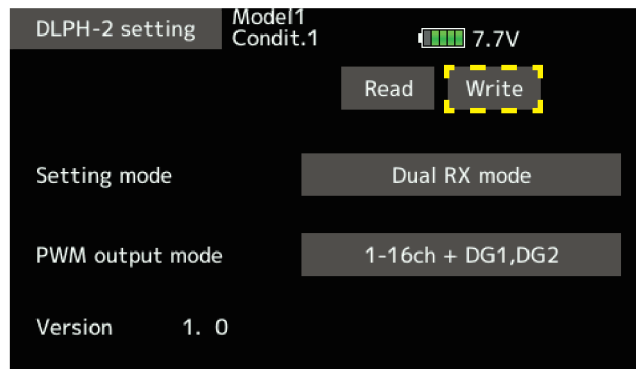 DLPH-2 setting
Model1
Condit.1
7.7V
Read
Write
Setting mode
Dual RX mode
PWM output mode
1-16ch + DG1,DG2
Version 1. 0